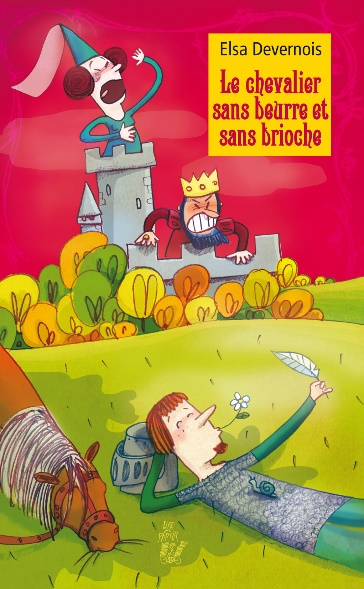 Elsa Devernois
Le chevalier
sans beurre et
sans brioche